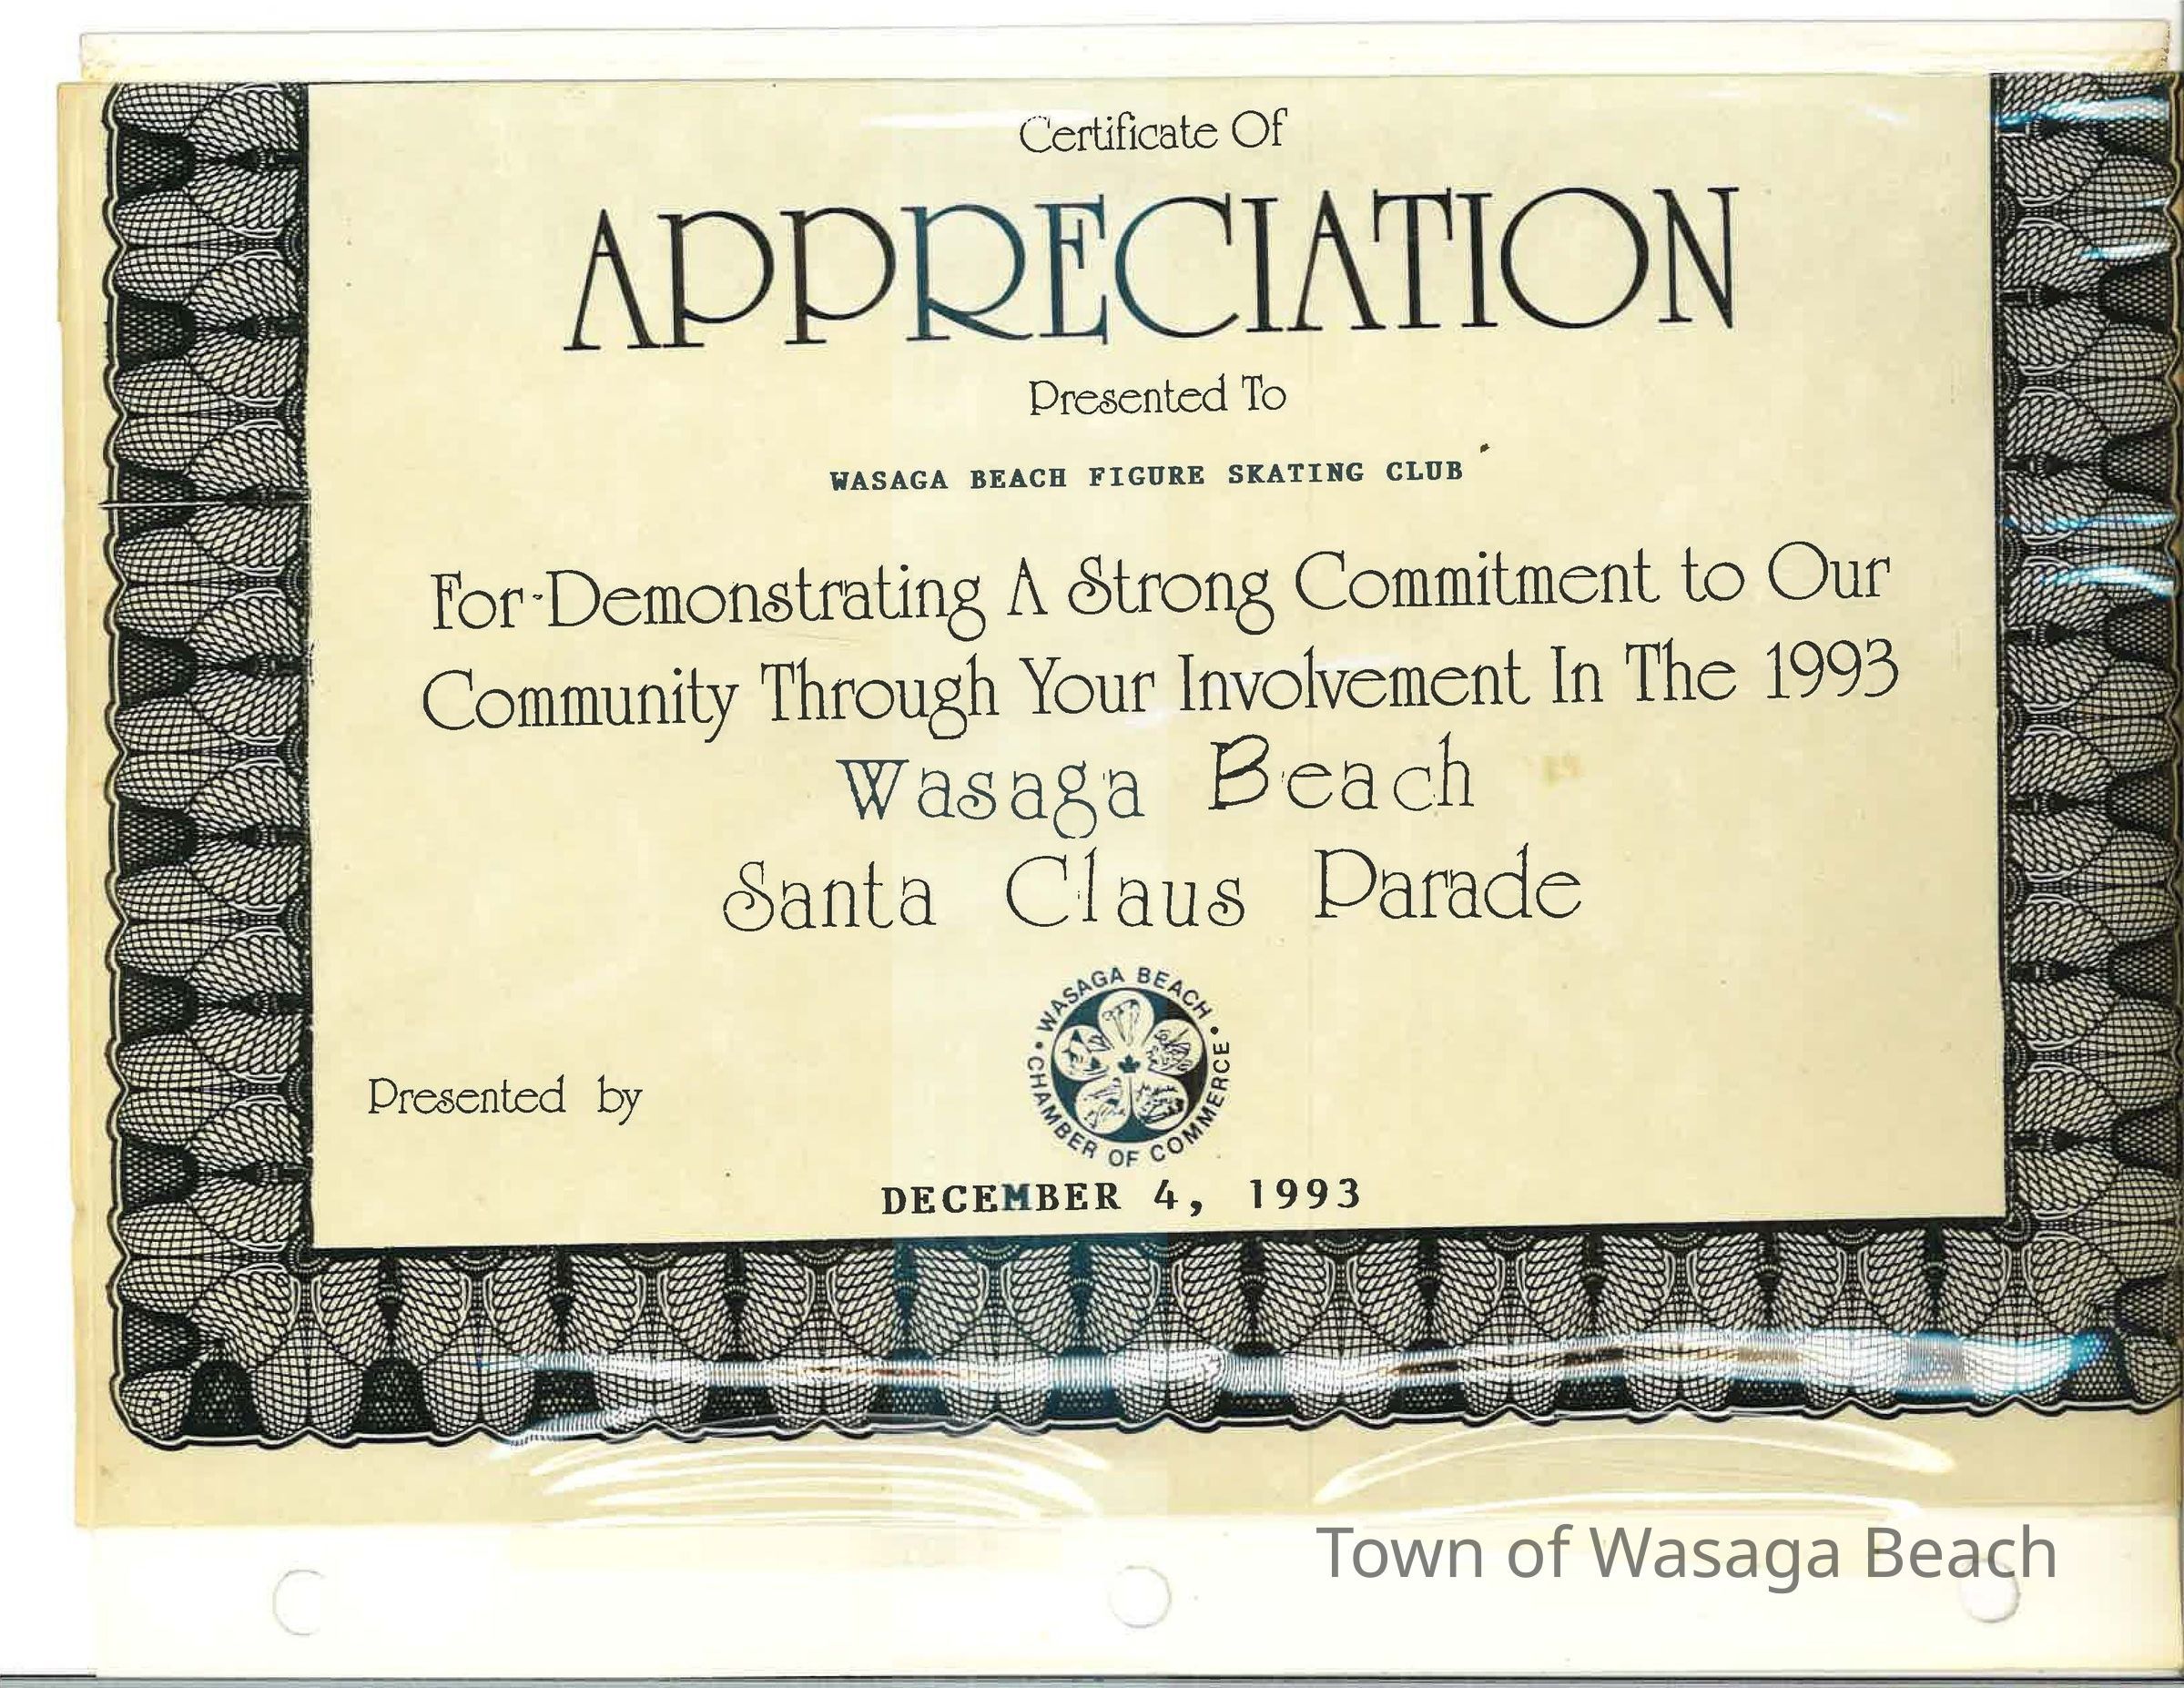 Certificate Of
APPRECIATION
Presented To
WASAGA BEACH FIGURE SKATING CLUB
For Demonstrating A Strong Commitment to Our
Community Through Your Involvement In The 1993
Wasaga Beach
Santa Claus Parade
• WASAGA BEACH • CHAMBER OF COMMERCE
Presented by
DECEMBER 4, 1993
Town of Wasaga Beach